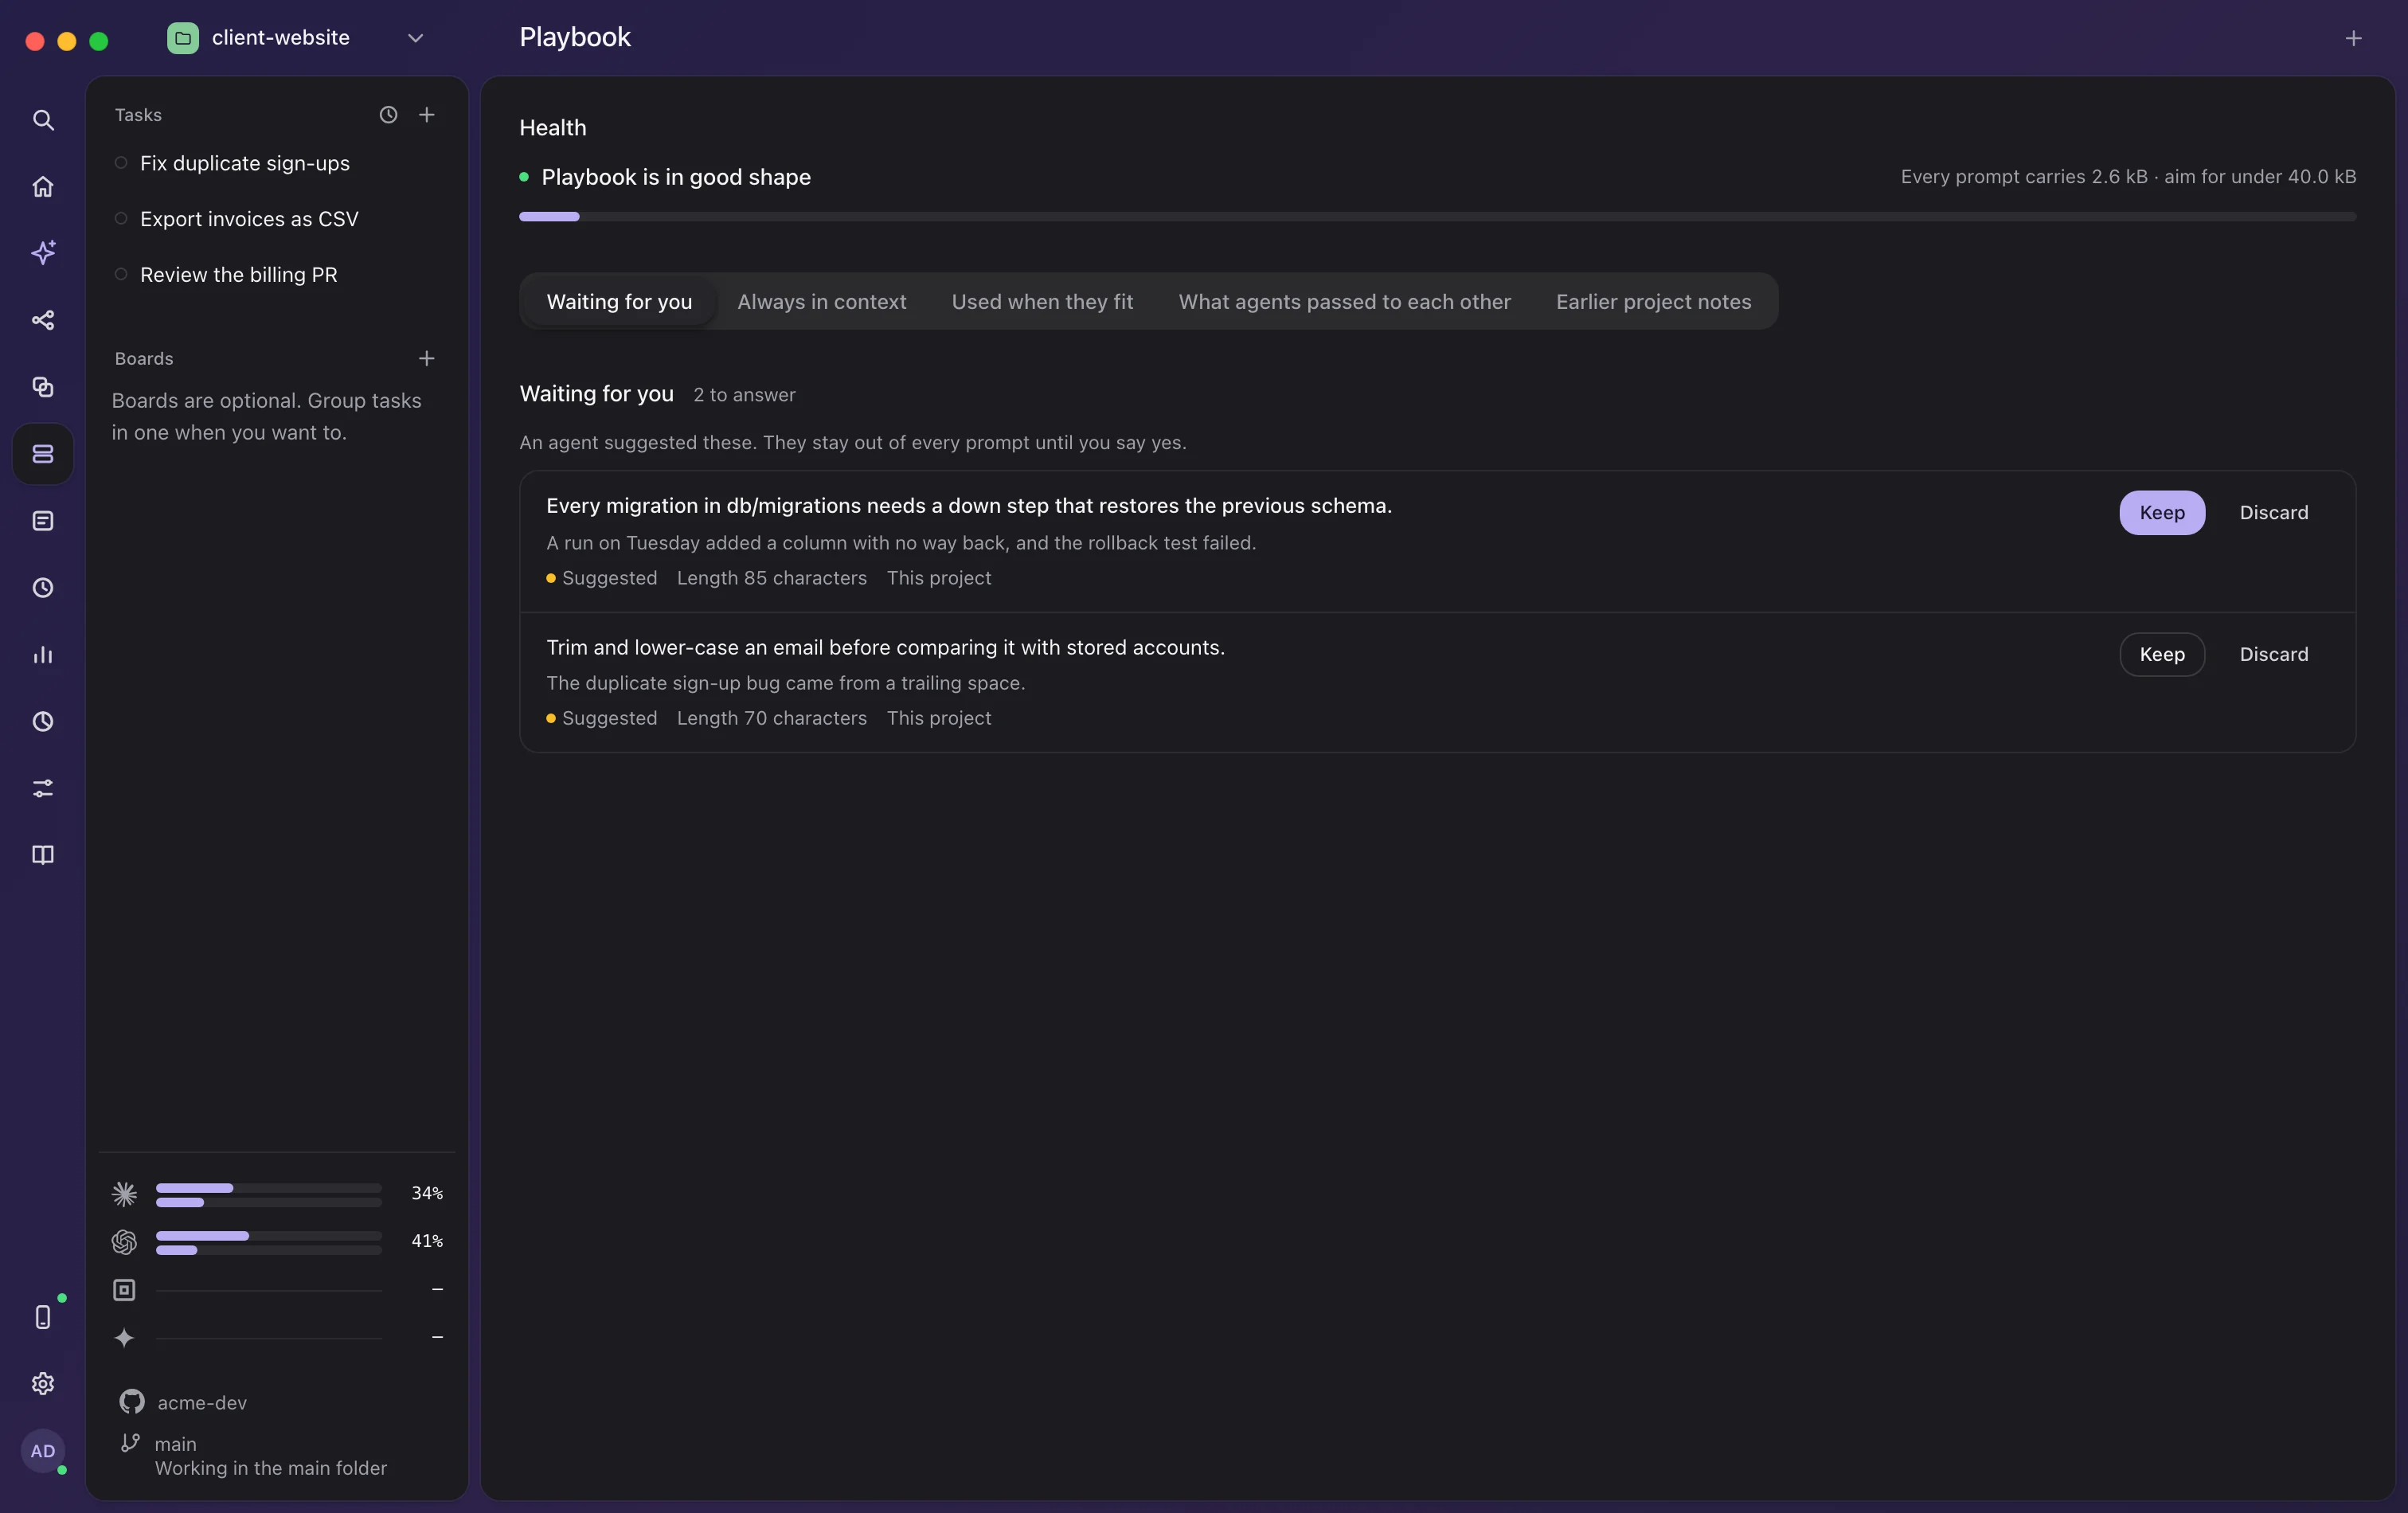 client-website
Playbook
Tasks
Fix duplicate sign-ups
Export invoices as CSV
Review the billing PR
Boards
Boards are optional. Group tasks
in one when you want to.
34%
41%
–
–
acme-dev
main
Working in the main folder
AD
Health
Playbook is in good shape
Every prompt carries 2.6 kB · aim for under 40.0 kB
Waiting for you
Always in context
Used when they fit
What agents passed to each other
Earlier project notes
Waiting for you 2 to answer
An agent suggested these. They stay out of every prompt until you say yes.
Every migration in db/migrations needs a down step that restores the previous schema.
A run on Tuesday added a column with no way back, and the rollback test failed.
Suggested Length 85 characters This project
Keep Discard
Trim and lower-case an email before comparing it with stored accounts.
The duplicate sign-up bug came from a trailing space.
Suggested Length 70 characters This project
Keep Discard